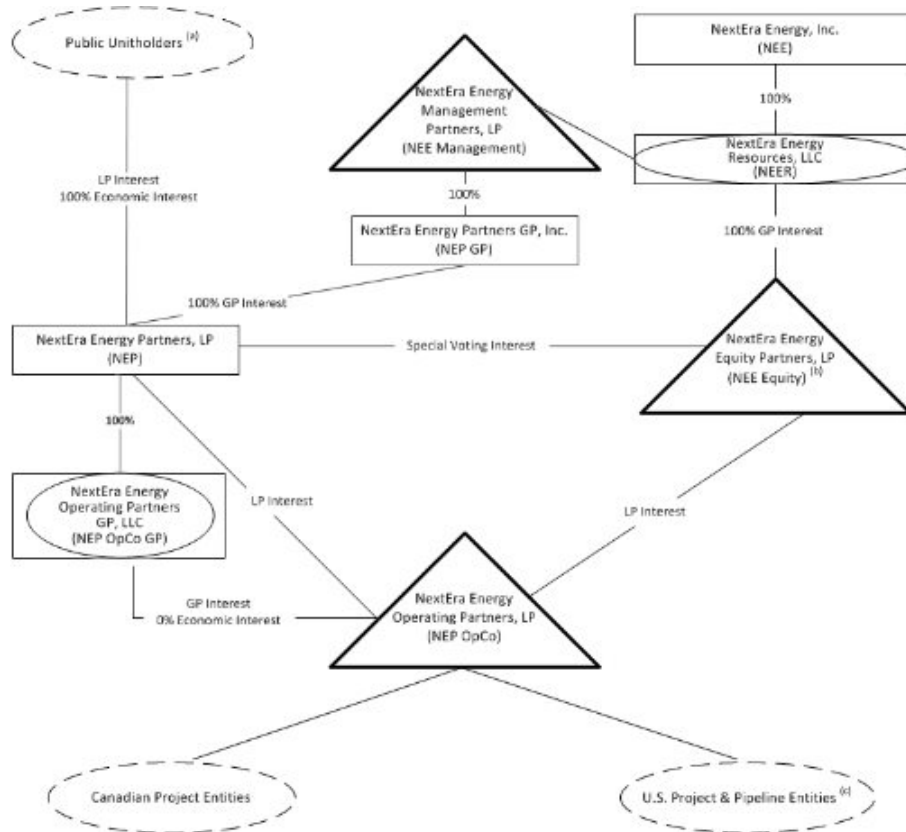 Public Unitholders (a)
NextEra Energy, Inc.
(NEE)
NextEra Energy
Management
Partners, LP
(NEE Management)
100%
NextEra Energy
Resources, LLC
(NEER)
LP Interest
100% Economic Interest
100%
NextEra Energy Partners GP, Inc.
(NEP GP)
100% GP Interest
100% GP Interest
NextEra Energy Partners, LP
(NEP)
Special Voting Interest
NextEra Energy
Equity Partners, LP
(NEE Equity) (b)
100%
NextEra Energy
Operating Partners
GP, LLC
(NEP OpCo GP)
LP Interest
LP Interest
GP Interest
0% Economic Interest
NextEra Energy
Operating Partners, LP
(NEP OpCo)
Canadian Project Entities
U.S. Project & Pipeline Entities (c)